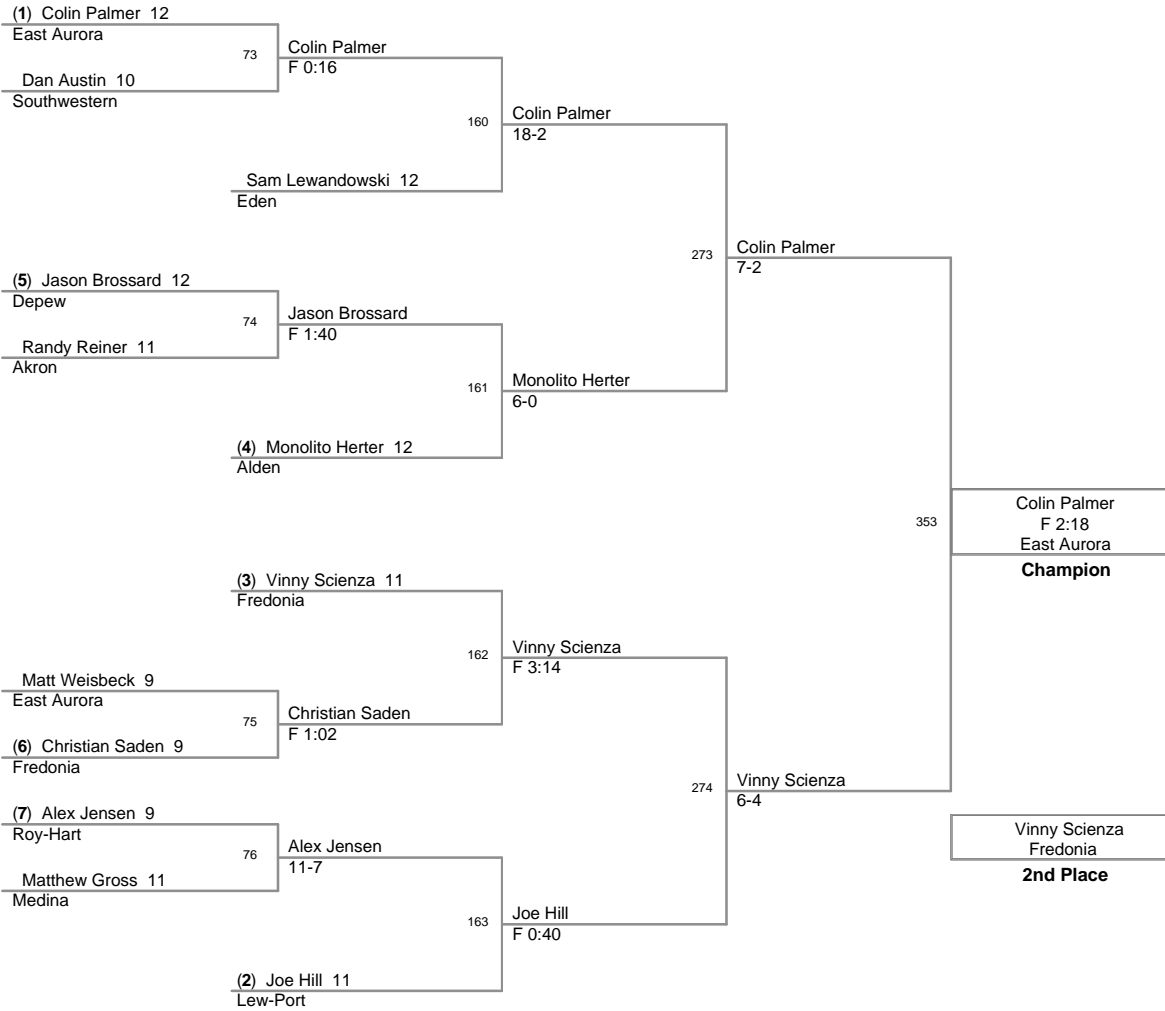 (1) Colin Palmer 12
East Aurora
73
Colin Palmer
F 0:16
Dan Austin 10
Southwestern
160
Colin Palmer
18-2
Sam Lewandowski 12
Eden
273
Colin Palmer
7-2
(5) Jason Brossard 12
Depew
74
Jason Brossard
F 1:40
Randy Reiner 11
Akron
161
Monolito Herter
6-0
(4) Monolito Herter 12
Alden
353
Colin Palmer
F 2:18
East Aurora
Champion
(3) Vinny Scienza 11
Fredonia
162
Vinny Scienza
F 3:14
Matt Weisbeck 9
East Aurora
75
Christian Saden
F 1:02
(6) Christian Saden 9
Fredonia
274
Vinny Scienza
6-4
(7) Alex Jensen 9
Roy-Hart
76
Alex Jensen
11-7
Matthew Gross 11
Medina
163
Joe Hill
F 0:40
(2) Joe Hill 11
Lew-Port
Vinny Scienza
Fredonia
2nd Place